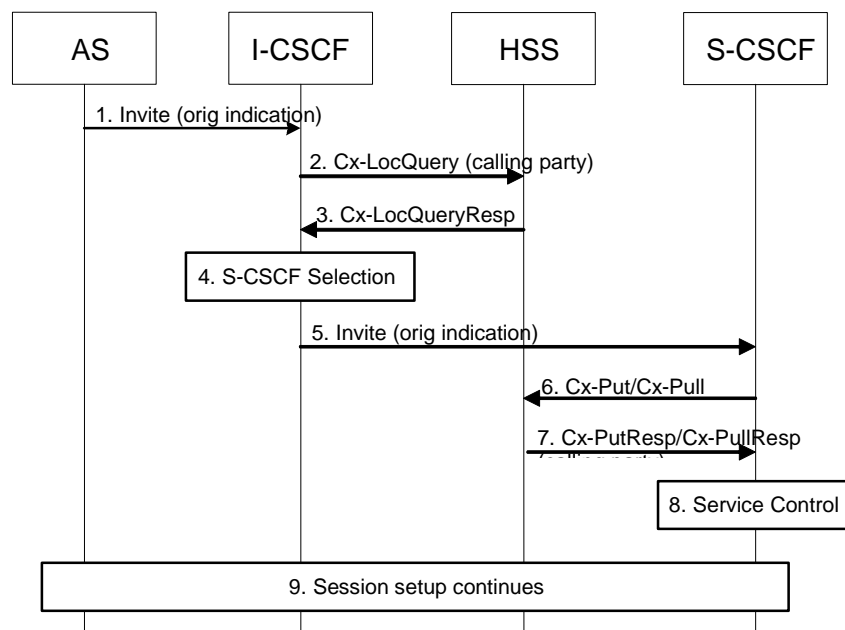 AS
I-CSCF
HSS
S-CSCF
1. Invite (orig indication)
2. Cx-LocQuery (calling party)
3. Cx-LocQueryResp
4. S-CSCF Selection
5. Invite (orig indication)
6. Cx-Put/Cx-Pull
7. Cx-PutResp/Cx-PullResp
(calling party)
8. Service Control
9. Session setup continues